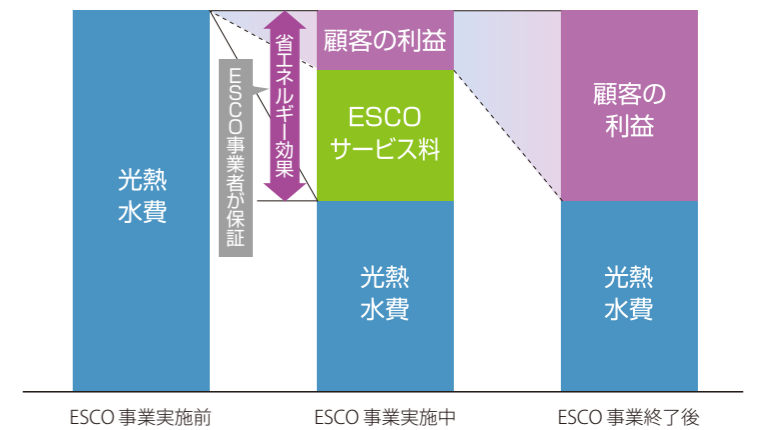 光熱
水費
ESCO事業者が保証
省エネルギー効果
顧客の利益
ESCO
サービス料
光熱
水費
顧客の
利益
光熱
水費
ESCO 事業実施前
ESCO 事業実施中
ESCO 事業終了後